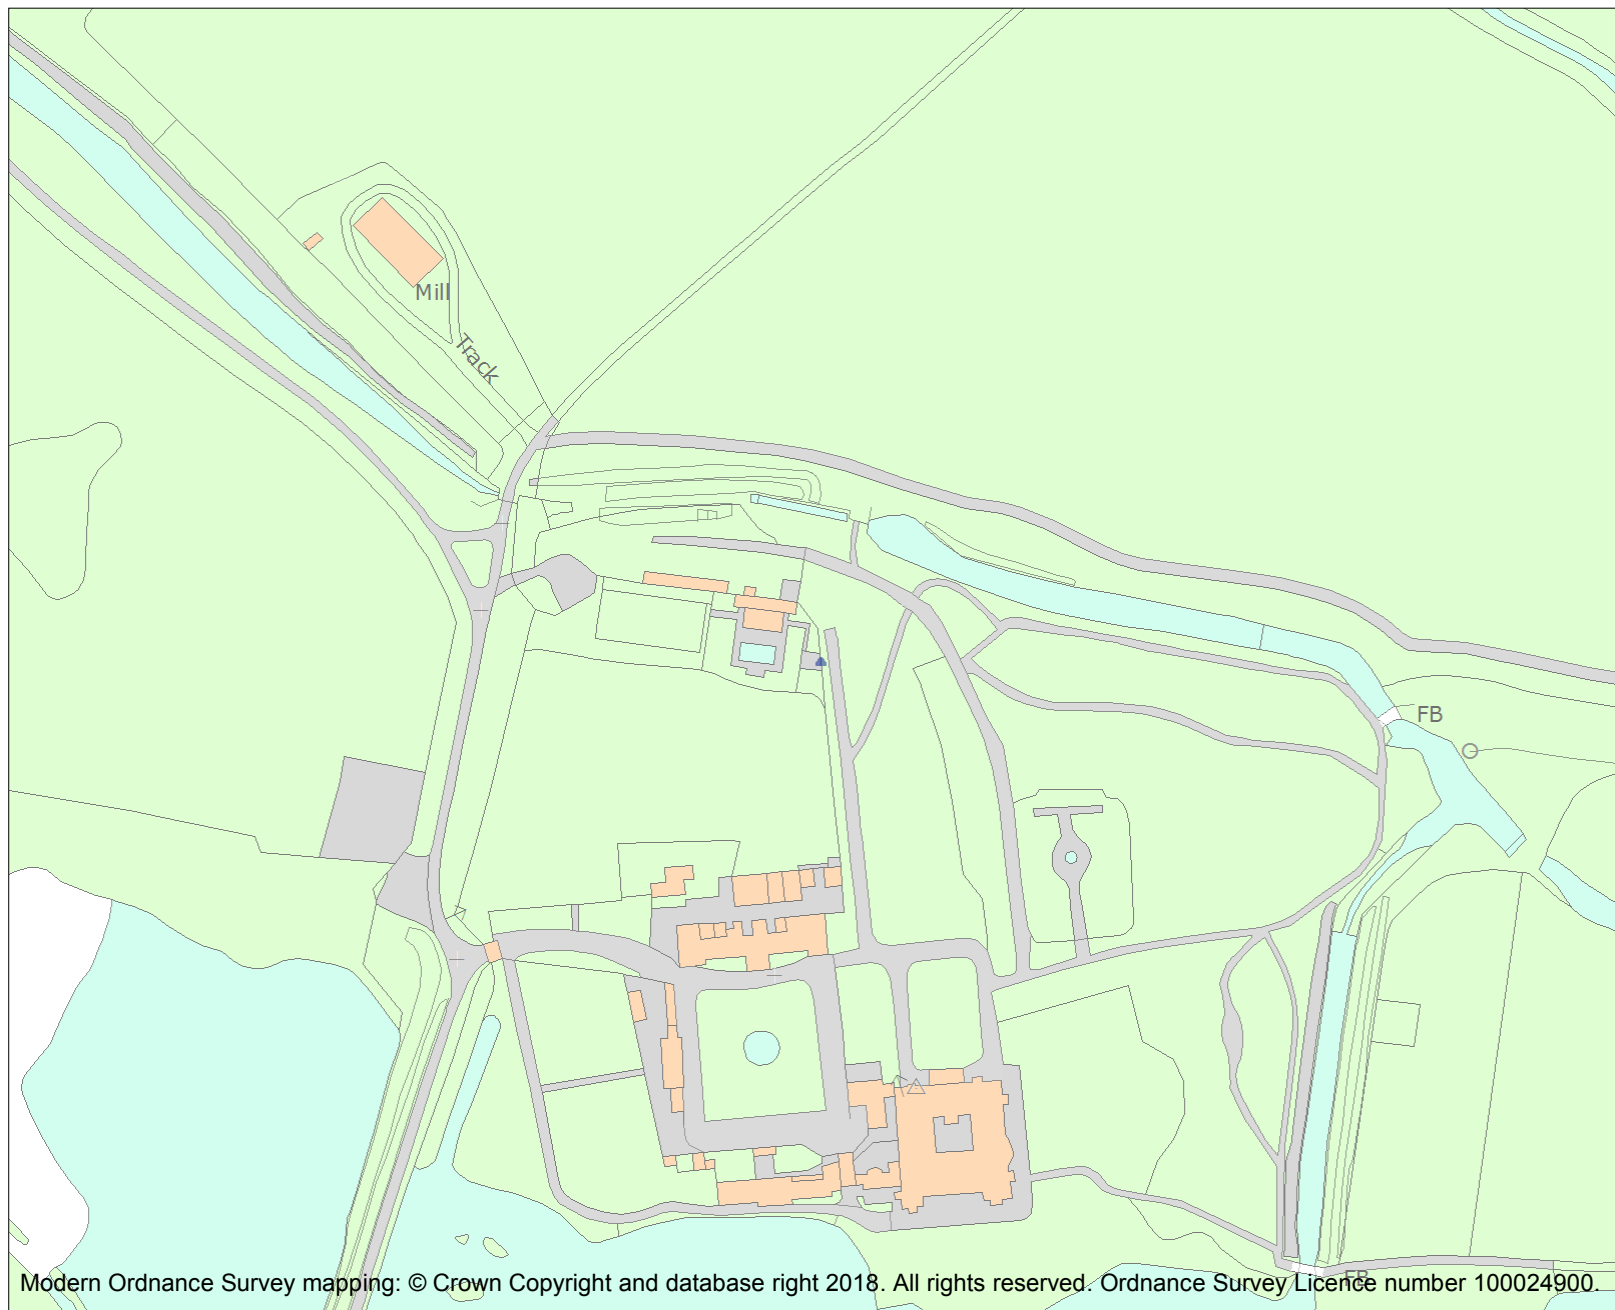 Mill
Track
FB
FB
Modern Ordnance Survey mapping: © Crown Copyright and database right 2018. All rights reserved. Ordnance Survey Licence number 100024900.